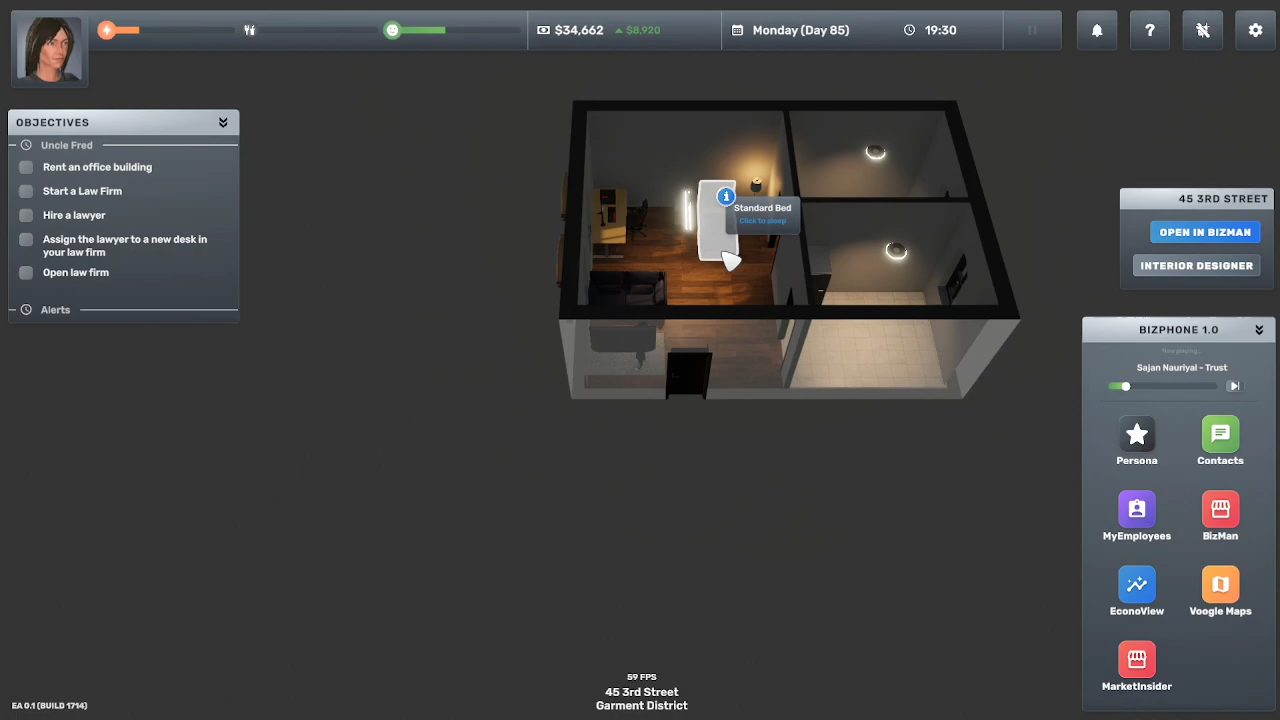 $34,662
$8,920
Monday (Day 85)
19:30
?
OBJECTIVES
Uncle Fred
Rent an office building
Start a Law Firm
Hire a lawyer
Assign the lawyer to a new desk in
your law firm
Open law firm
Alerts
i
Standard Bed
Click to sleep
45 3RD STREET
OPEN IN BIZMAN
INTERIOR DESIGNER
BIZPHONE 1.0
Now playing...
Sajan Nauriyal - Trust
Persona
Contacts
MyEmployees
BizMan
EconoView
Voogle Maps
MarketInsider
59 FPS
45 3rd Street
Garment District
EA 0.1 (BUILD 1714)